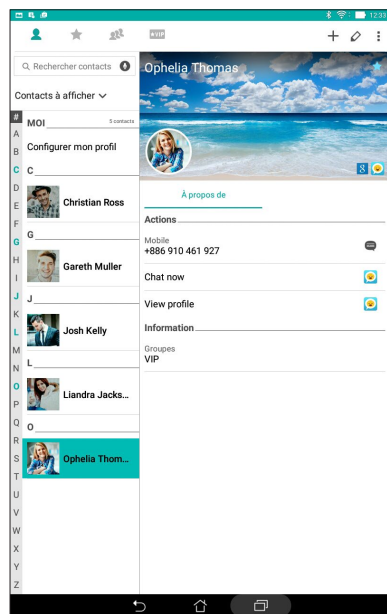 12:33
VIP
Rechercher contacts
Contacts à afficher
#
A
B
C
D
E
F
G
H
I
J
K
L
M
N
O
P
Q
R
S
T
U
V
W
X
Y
Z
MOI 5 contacts
Configurer mon profil
C
Christian Ross
G
Gareth Muller
J
Josh Kelly
L
Liandra Jacks...
O
Ophelia Thom...
Ophelia Thomas
8
À propos de
Actions
Mobile
+886 910 461 927
Chat now
View profile
Information
Groupes
VIP